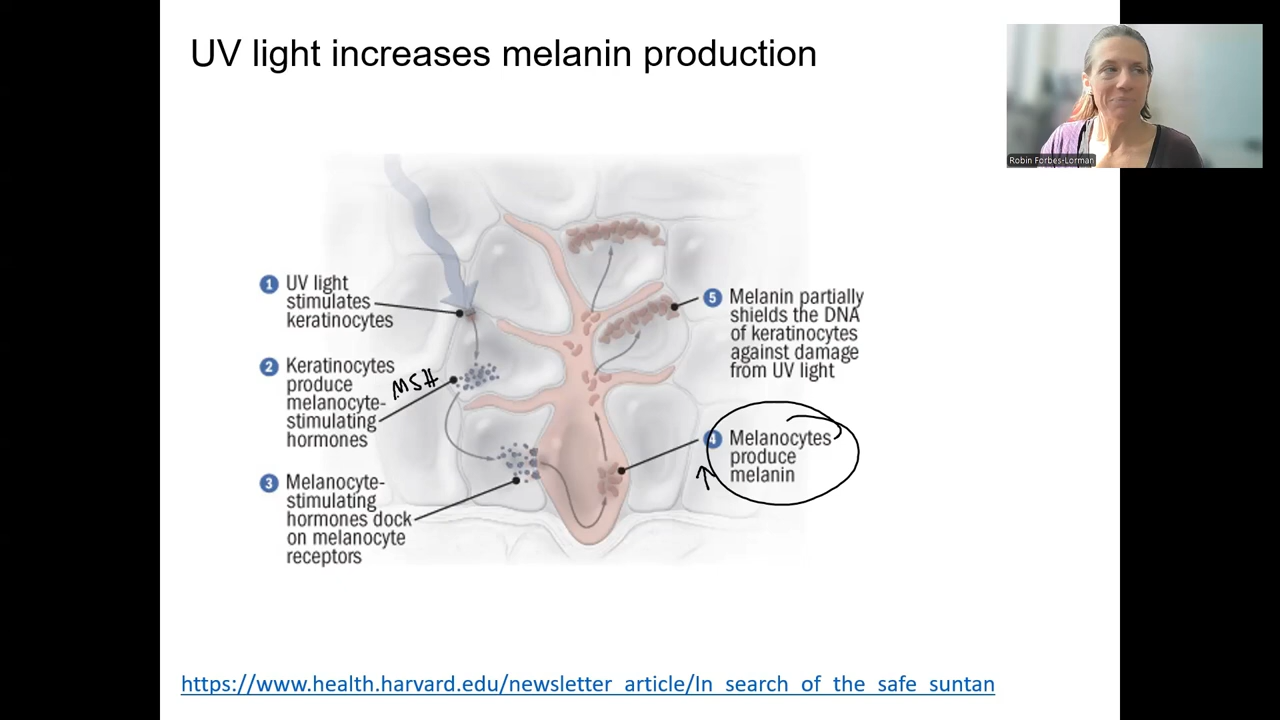 UV light increases melanin production
Robin Forbes-Lorman
1 UV light
stimulates
keratinocytes
2 Keratinocytes
produce
melanocyte-
stimulating
hormones
MSH
3 Melanocyte-
stimulating
hormones dock
on melanocyte
receptors
5 Melanin partially
shields the DNA
of keratinocytes
against damage
from UV light
4 Melanocytes
produce
melanin
https://www.health.harvard.edu/newsletter_article/In_search_of_the_safe_suntan